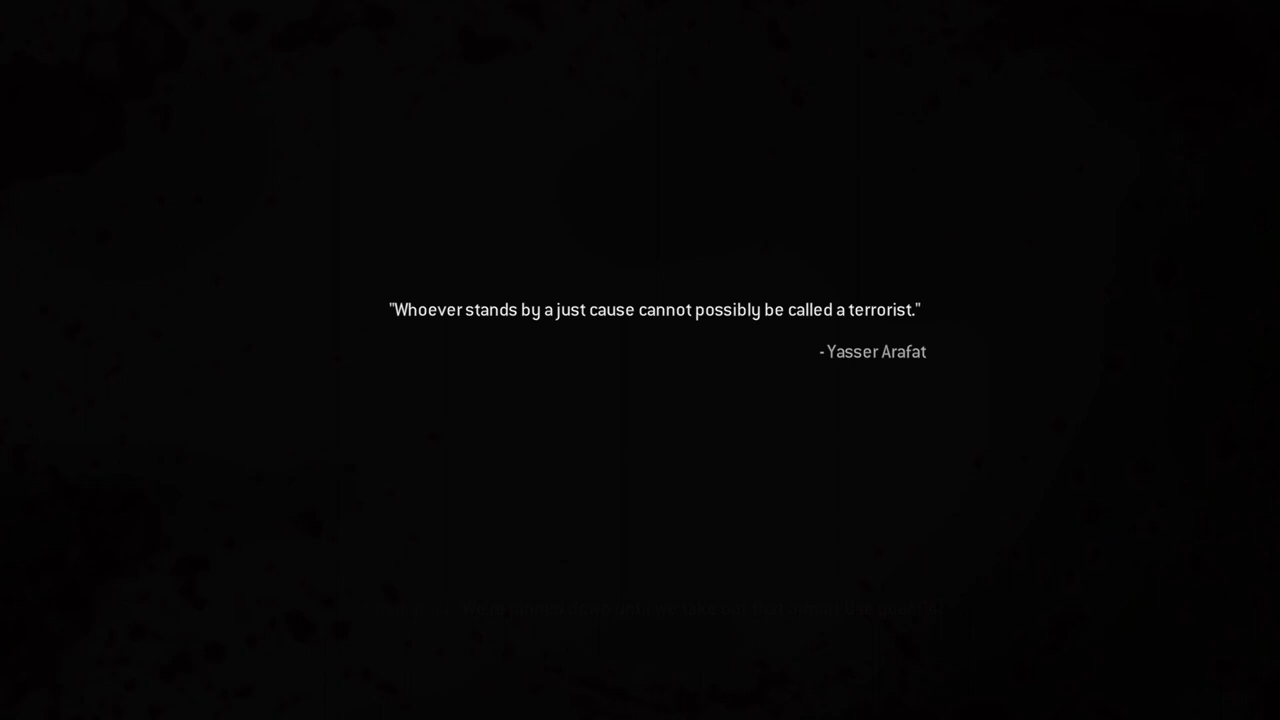 "Whoever stands by a just cause cannot possibly be called a terrorist."
- Yasser Arafat